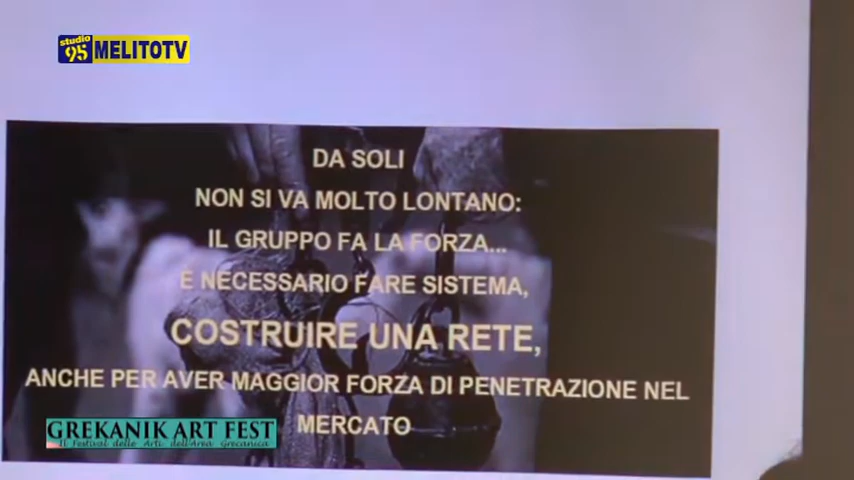 studio
95 MELITOTV
DA SOLI
NON SI VA MOLTO LONTANO:
IL GRUPPO FA LA FORZA...
È NECESSARIO FARE SISTEMA,
COSTRUIRE UNA RETE,
ANCHE PER AVER MAGGIOR FORZA DI PENETRAZIONE NEL
MERCATO
GREKANIK ART FEST
Il Festival delle Arti dell'Area Grecanica